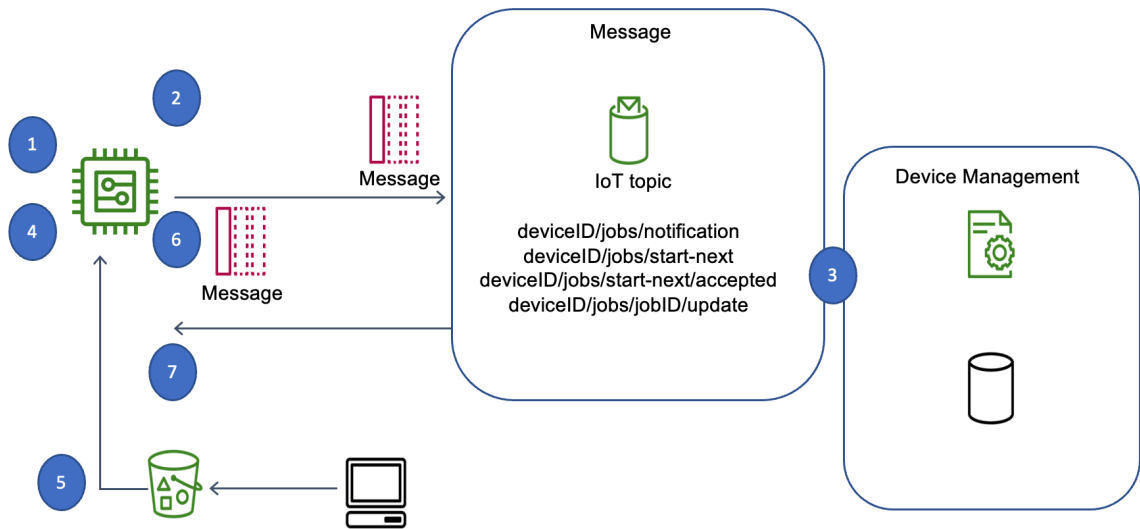 Message
2
1
Message
IoT topic
Device Management
4
6
deviceID/jobs/notification
deviceID/jobs/start-next
deviceID/jobs/start-next/accepted
deviceID/jobs/jobID/update
3
Message
7
5